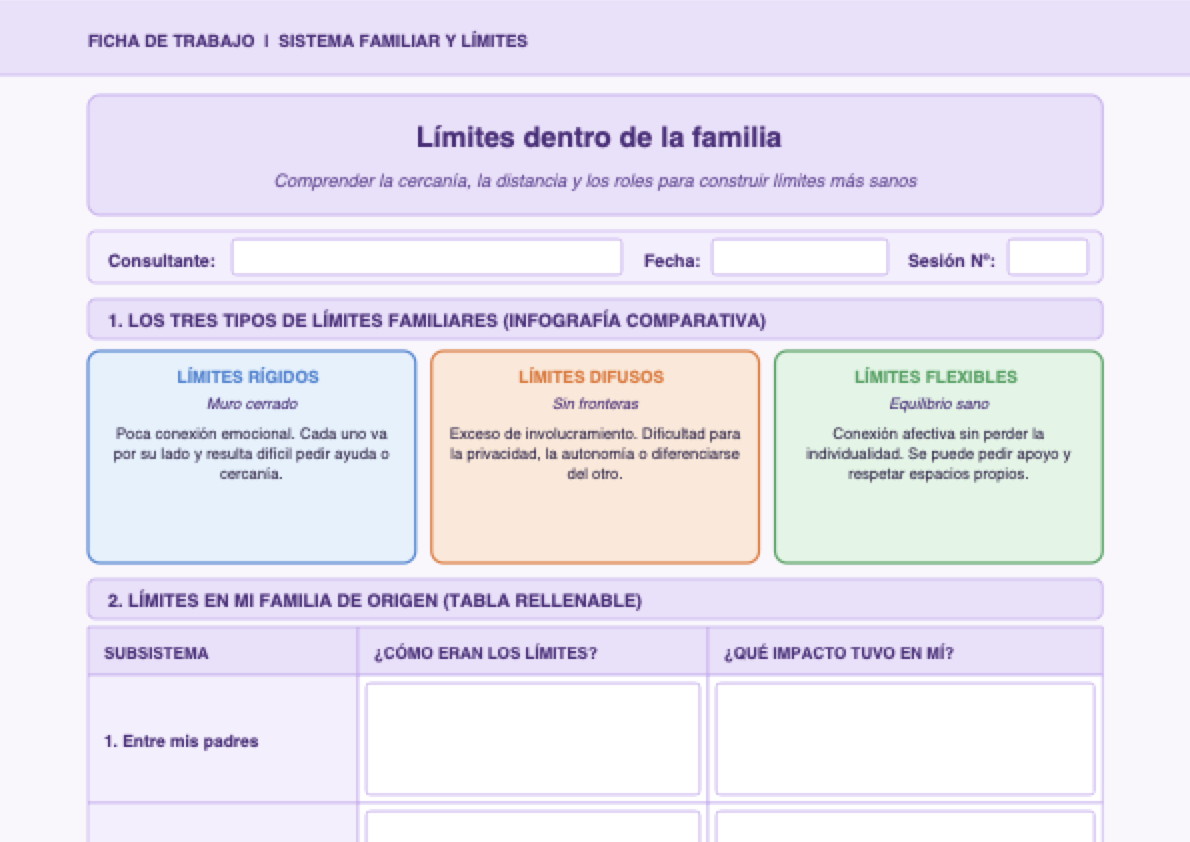 FICHA DE TRABAJO | SISTEMA FAMILIAR Y LÍMITES
Límites dentro de la familia
Comprender la cercanía, la distancia y los roles para construir límites más sanos
Consultante: Fecha: Sesión Nº:
1. LOS TRES TIPOS DE LÍMITES FAMILIARES (INFOGRAFÍA COMPARATIVA)
LÍMITES RÍGIDOS
Muro cerrado
Poca conexión emocional. Cada uno va
por su lado y resulta difícil pedir ayuda o
cercanía.
LÍMITES DIFUSOS
Sin fronteras
Exceso de involucramiento. Dificultad para
la privacidad, la autonomía o diferenciarse
del otro.
LÍMITES FLEXIBLES
Equilibrio sano
Conexión afectiva sin perder la
individualidad. Se puede pedir apoyo y
respetar espacios propios.
2. LÍMITES EN MI FAMILIA DE ORIGEN (TABLA RELLENABLE)
SUBSISTEMA ¿CÓMO ERAN LOS LÍMITES? ¿QUÉ IMPACTO TUVO EN MÍ?
1. Entre mis padres